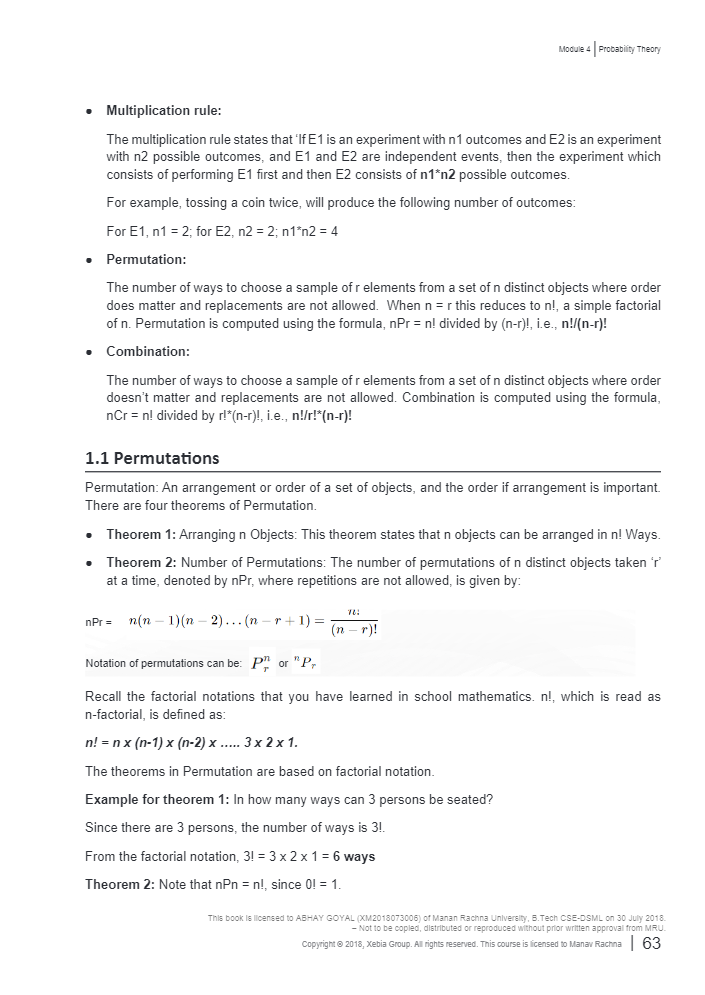 Module 4 | Probability Theory
• Multiplication rule:
The multiplication rule states that ‘If E1 is an experiment with n1 outcomes and E2 is an experiment
with n2 possible outcomes, and E1 and E2 are independent events, then the experiment which
consists of performing E1 first and then E2 consists of n1*n2 possible outcomes.
For example, tossing a coin twice, will produce the following number of outcomes:
For E1, n1 = 2; for E2, n2 = 2; n1*n2 = 4
• Permutation:
The number of ways to choose a sample of r elements from a set of n distinct objects where order
does matter and replacements are not allowed. When n = r this reduces to n!, a simple factorial
of n. Permutation is computed using the formula, nPr = n! divided by (n-r)!, i.e., n!/(n-r)!
• Combination:
The number of ways to choose a sample of r elements from a set of n distinct objects where order
doesn’t matter and replacements are not allowed. Combination is computed using the formula,
nCr = n! divided by r!*(n-r)!, i.e., n!/r!*(n-r)!
1.1 Permutations
Permutation: An arrangement or order of a set of objects, and the order if arrangement is important.
There are four theorems of Permutation.
• Theorem 1: Arranging n Objects: This theorem states that n objects can be arranged in n! Ways.
• Theorem 2: Number of Permutations: The number of permutations of n distinct objects taken ‘r’
at a time, denoted by nPr, where repetitions are not allowed, is given by:
nPr = n(n − 1)(n − 2) . . . (n − r + 1) = n! / (n − r)!
Notation of permutations can be: P^n_r or ^nP_r
Recall the factorial notations that you have learned in school mathematics. n!, which is read as
n-factorial, is defined as:
n! = n x (n-1) x (n-2) x ..... 3 x 2 x 1.
The theorems in Permutation are based on factorial notation.
Example for theorem 1: In how many ways can 3 persons be seated?
Since there are 3 persons, the number of ways is 3!.
From the factorial notation, 3! = 3 x 2 x 1 = 6 ways
Theorem 2: Note that nPn = n!, since 0! = 1.
This book is licensed to ABHAY GOYAL (XM2018073006) of Manan Rachna University, B.Tech CSE-DSML on 30 July 2018.
– Not to be copied, distributed or reproduced without prior written approval from MRU.
Copyright © 2018, Xebia Group. All rights reserved. This course is licensed to Manav Rachna | 63